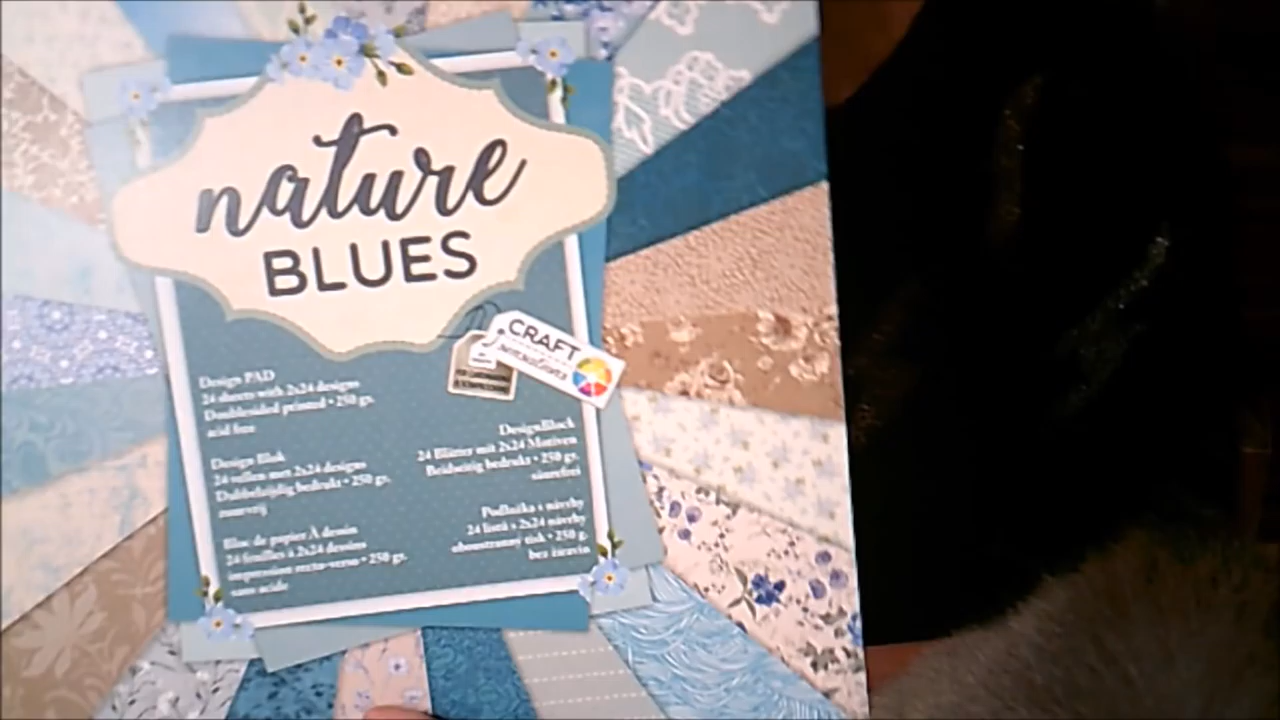 nature
BLUES
CRAFT
Design PAD
24 sheets with 2x24 designs
Doublesided printed • 250 gr.
acid free
Design Blok
24 vellen met 2x24 designs
Dubbelzijdig bedrukt • 250 gr.
zuurvrij
Bloc de papier À dessin
24 feuilles à 2x24 dessins
impression recto-verso • 250 gr.
sans acide
DesignBlock
24 Blätter mit 2x24 Motiven
Beidseitig bedrukt • 250 gr.
säurefrei
Podložka s návrhy
24 listů s 2x24 návrhy
oboustranný tisk • 250 g.
bez žíravin